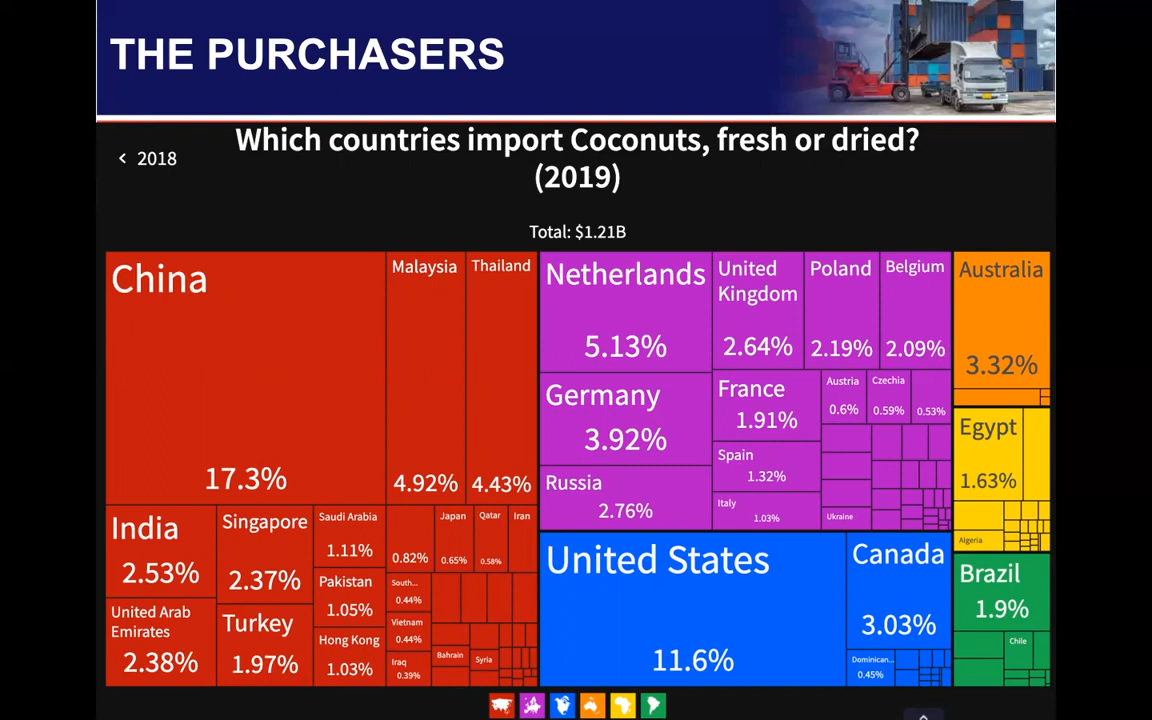 THE PURCHASERS
< 2018
Which countries import Coconuts, fresh or dried?
(2019)
Total: $1.21B
China
17.3%
Malaysia
4.92%
Thailand
4.43%
India
2.53%
United Arab
Emirates
2.38%
Singapore
2.37%
Turkey
1.97%
Saudi Arabia
1.11%
Pakistan
1.05%
Hong Kong
1.03%
0.82%
Japan
0.65%
Qatar
0.58%
Iran
South...
0.44%
Vietnam
0.44%
Iraq
0.39%
Bahrain
Syria
Netherlands
5.13%
Germany
3.92%
Russia
2.76%
United
Kingdom
2.64%
Poland
2.19%
Belgium
2.09%
France
1.91%
Spain
1.32%
Italy
1.03%
Austria
0.6%
Czechia
0.59%
0.53%
Ukraine
United States
11.6%
Canada
3.03%
Dominican...
0.45%
Australia
3.32%
Egypt
1.63%
Algeria
Brazil
1.9%
Chile